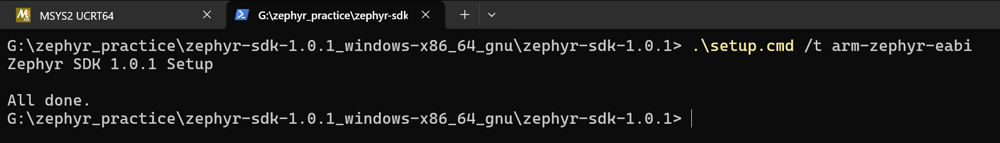 MSYS2 UCRT64
G:\zephyr_practice\zephyr-sdk
G:\zephyr_practice\zephyr-sdk-1.0.1_windows-x86_64_gnu\zephyr-sdk-1.0.1> .\setup.cmd /t arm-zephyr-eabi
Zephyr SDK 1.0.1 Setup
All done.
G:\zephyr_practice\zephyr-sdk-1.0.1_windows-x86_64_gnu\zephyr-sdk-1.0.1>